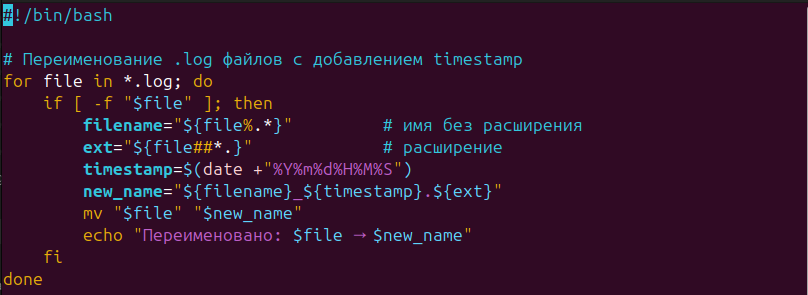 #!/bin/bash

# Переименование .log файлов с добавлением timestamp
for file in *.log; do
    if [ -f "$file" ]; then
        filename="${file%.*}"         # имя без расширения
        ext="${file##*.}"             # расширение
        timestamp=$(date +"%Y%m%d%H%M%S")
        new_name="${filename}_${timestamp}.${ext}"
        mv "$file" "$new_name"
        echo "Переименовано: $file → $new_name"
    fi
done